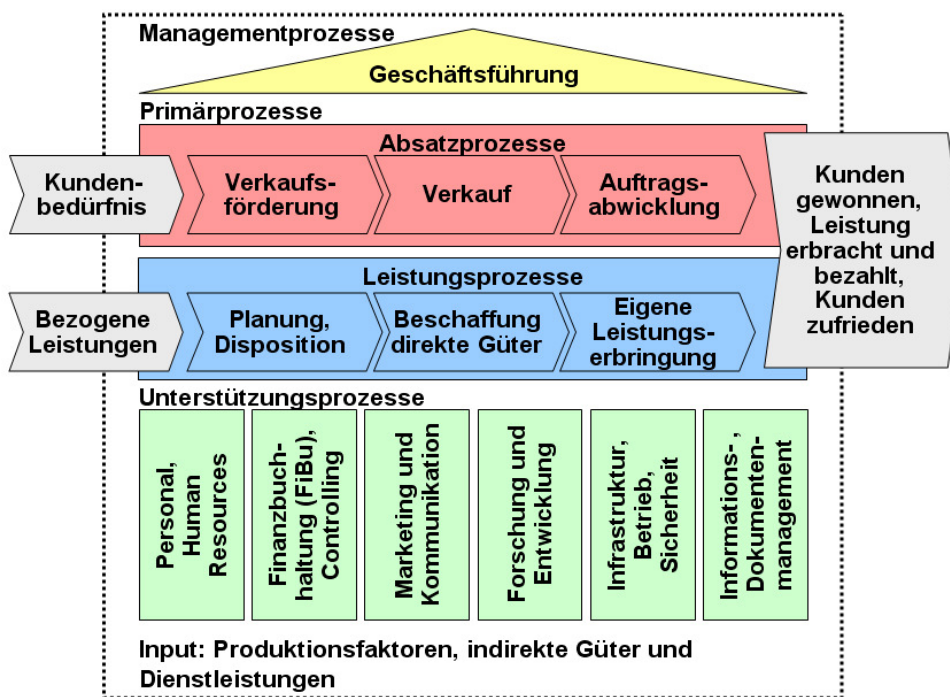 Managementprozesse
Geschäftsführung
Primärprozesse
Absatzprozesse
Kunden-
bedürfnis
Verkaufs-
förderung
Verkauf
Auftrags-
abwicklung
Kunden
gewonnen,
Leistung
erbracht und
bezahlt,
Kunden
zufrieden
Leistungsprozesse
Bezogene
Leistungen
Planung,
Disposition
Beschaffung
direkte Güter
Eigene
Leistungs-
erbringung
Unterstützungsprozesse
Personal,
Human
Resources
Finanzbuch-
haltung (FiBu),
Controlling
Marketing und
Kommunikation
Forschung und
Entwicklung
Infrastruktur,
Betrieb,
Sicherheit
Informations- ,
Dokumenten-
management
Input: Produktionsfaktoren, indirekte Güter und
Dienstleistungen